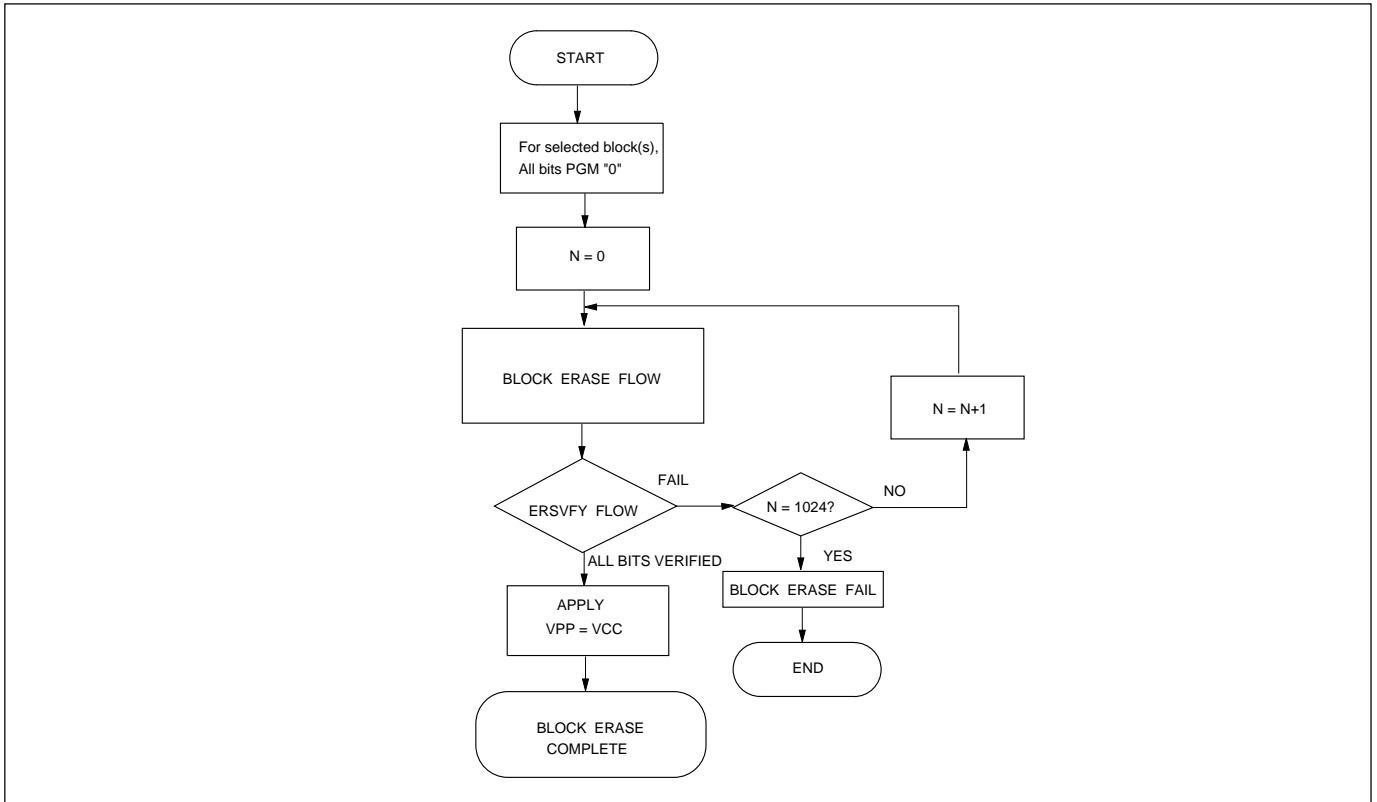 START
For selected block(s),
All bits PGM "0"
N = 0
BLOCK ERASE FLOW
N = N+1
FAIL
NO
ERSVFY FLOW
N = 1024?
ALL BITS VERIFIED
YES
BLOCK ERASE FAIL
APPLY
VPP = VCC
END
BLOCK ERASE
COMPLETE